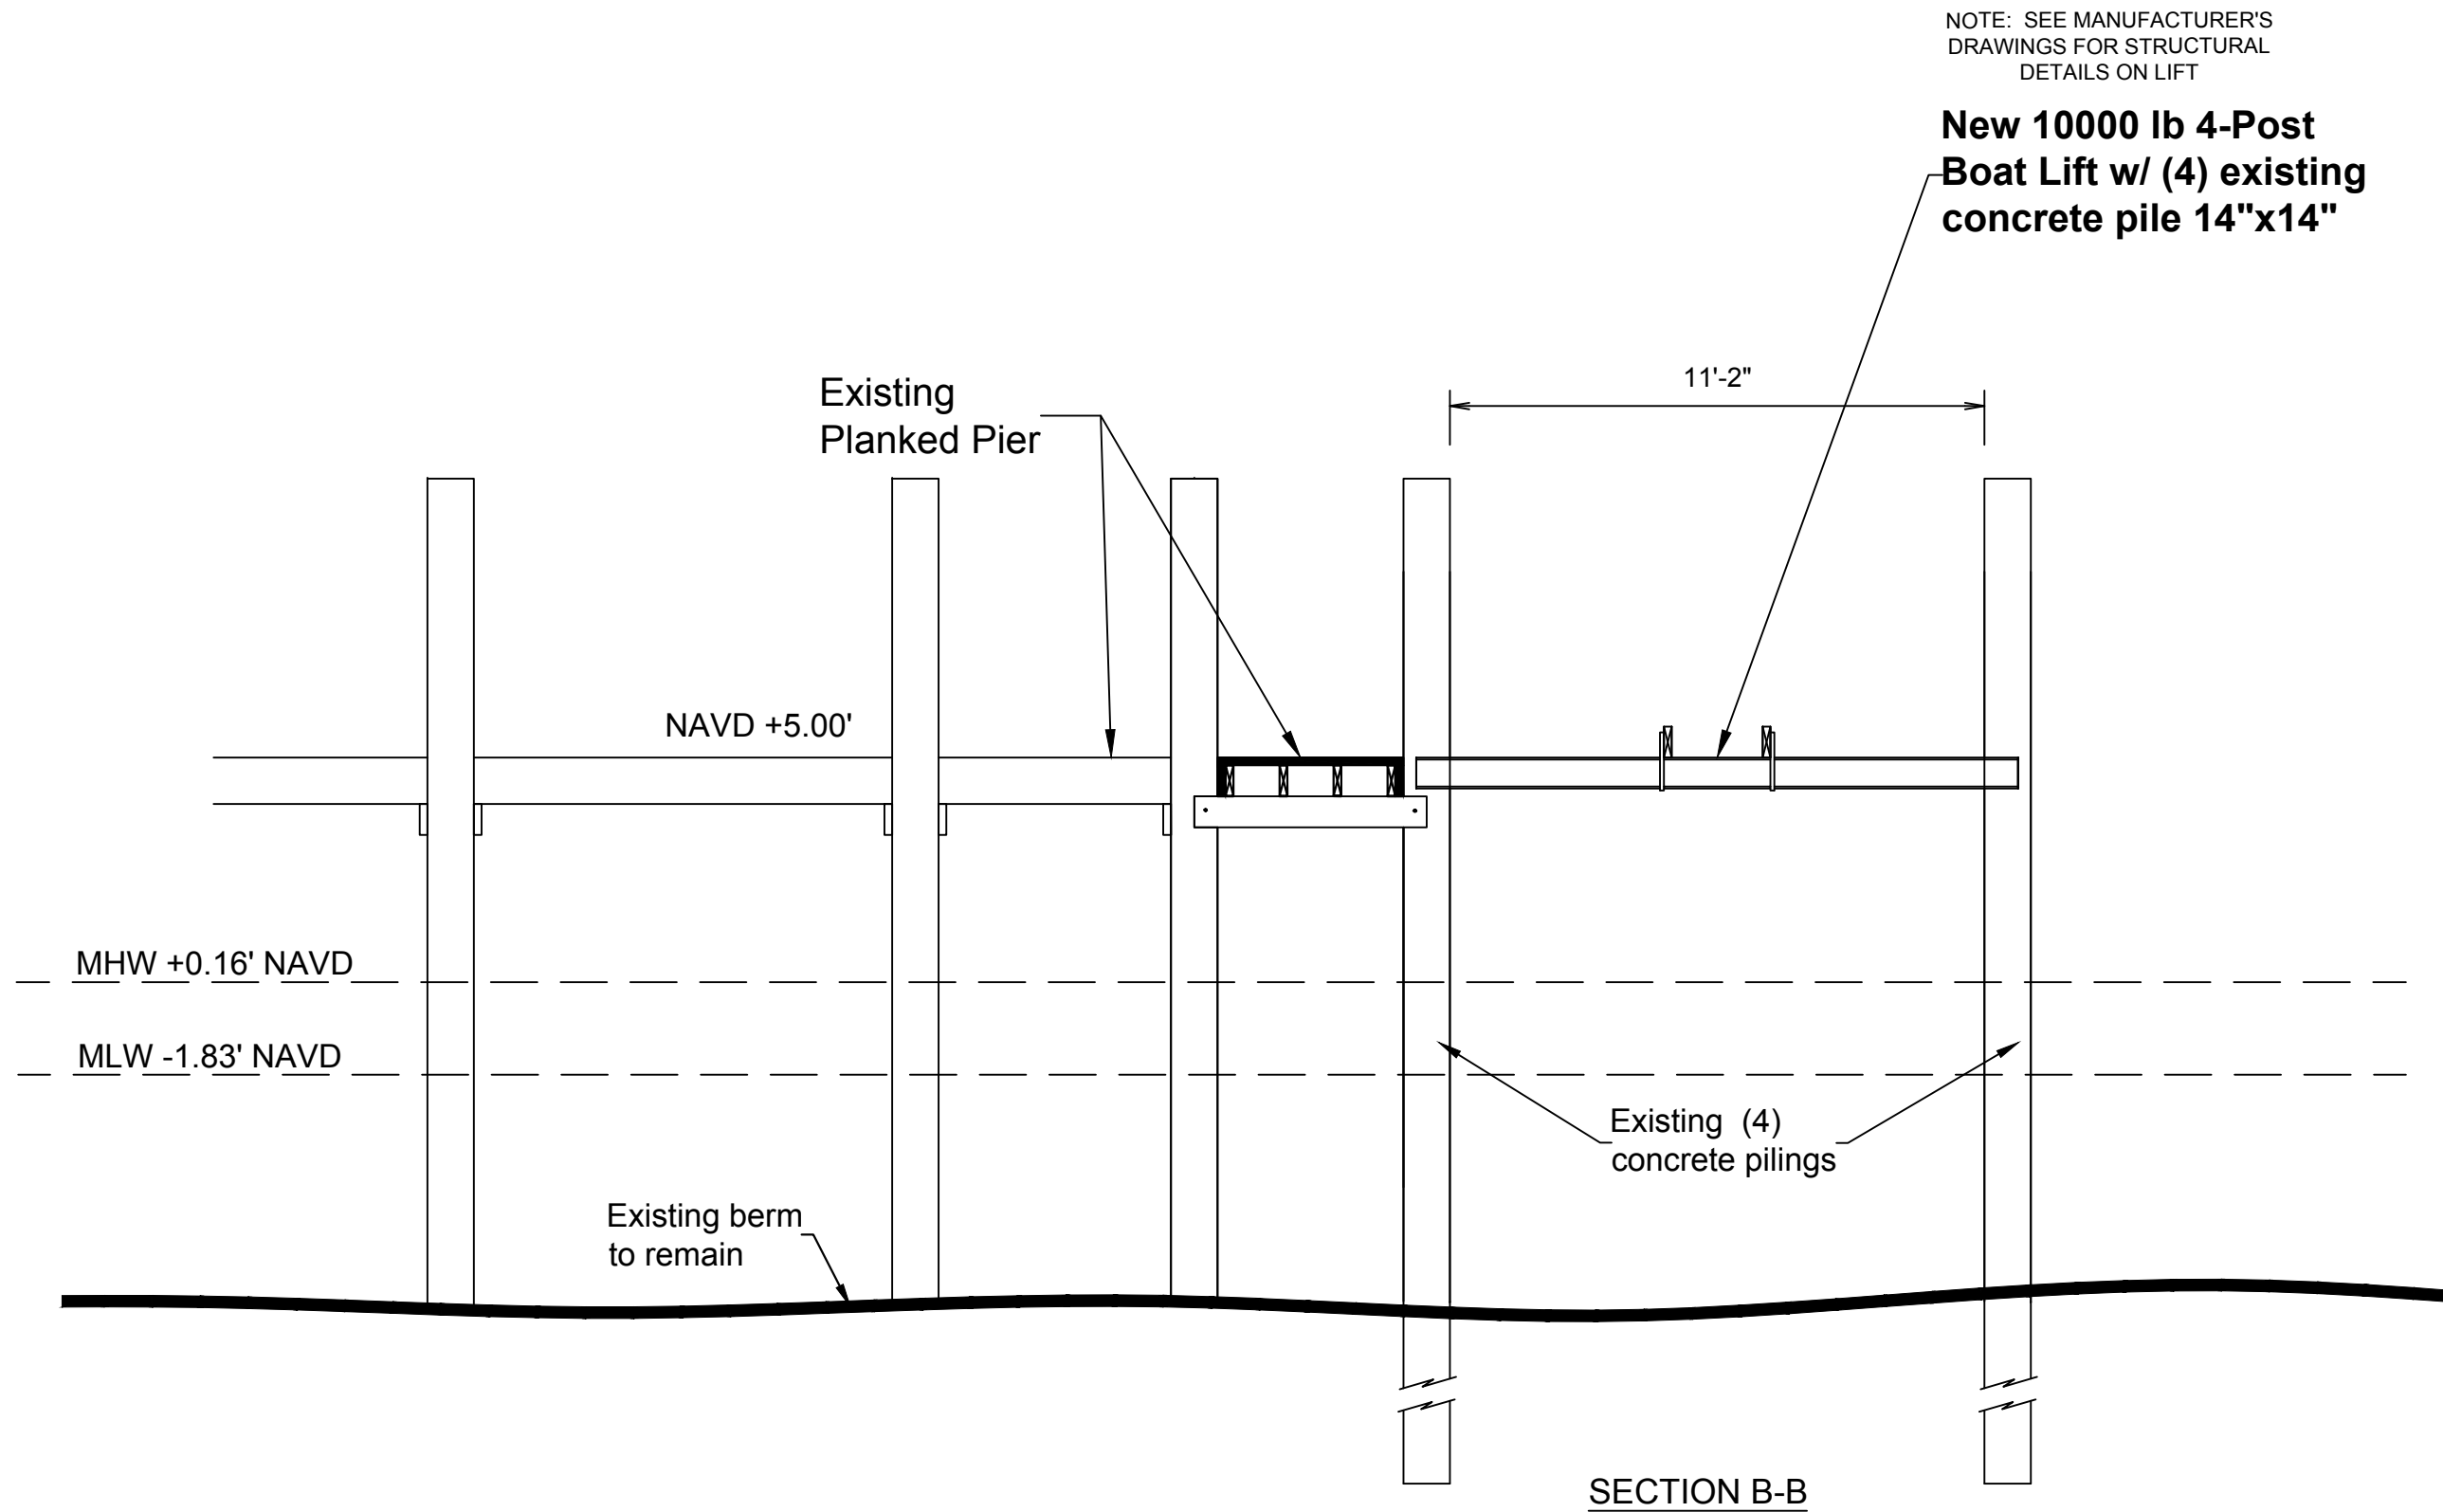 NOTE: SEE MANUFACTURER'S
DRAWINGS FOR STRUCTURAL
DETAILS ON LIFT
New 10000 lb 4-Post
Boat Lift w/ (4) existing
concrete pile 14"x14"
11'-2"
Existing
Planked Pier
NAVD +5.00'
MHW +0.16' NAVD
MLW -1.83' NAVD
Existing (4)
concrete pilings
Existing berm
to remain
SECTION B-B